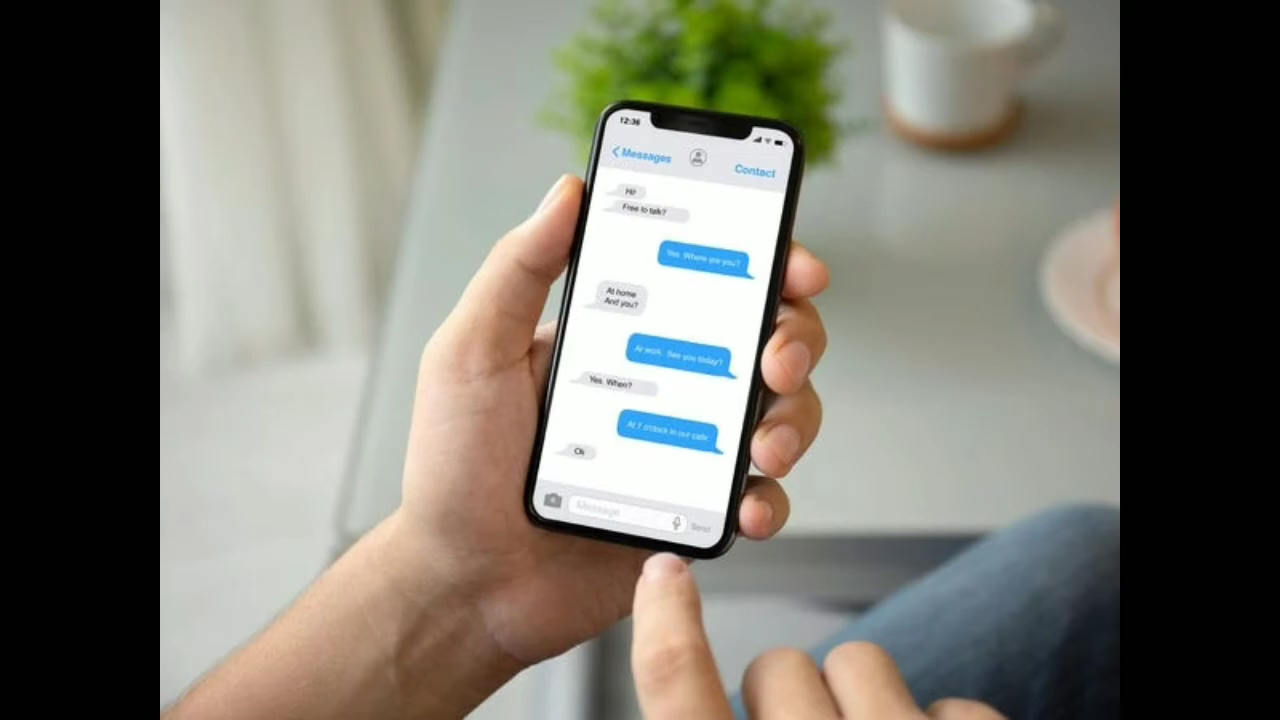 12:36
Messages
Contact
Hi!
Free to talk?
Yes. Where are you?
At home
And you?
At work. See you today?
Yes. When?
At 7 o'clock in our cafe
Ok
Message
Send